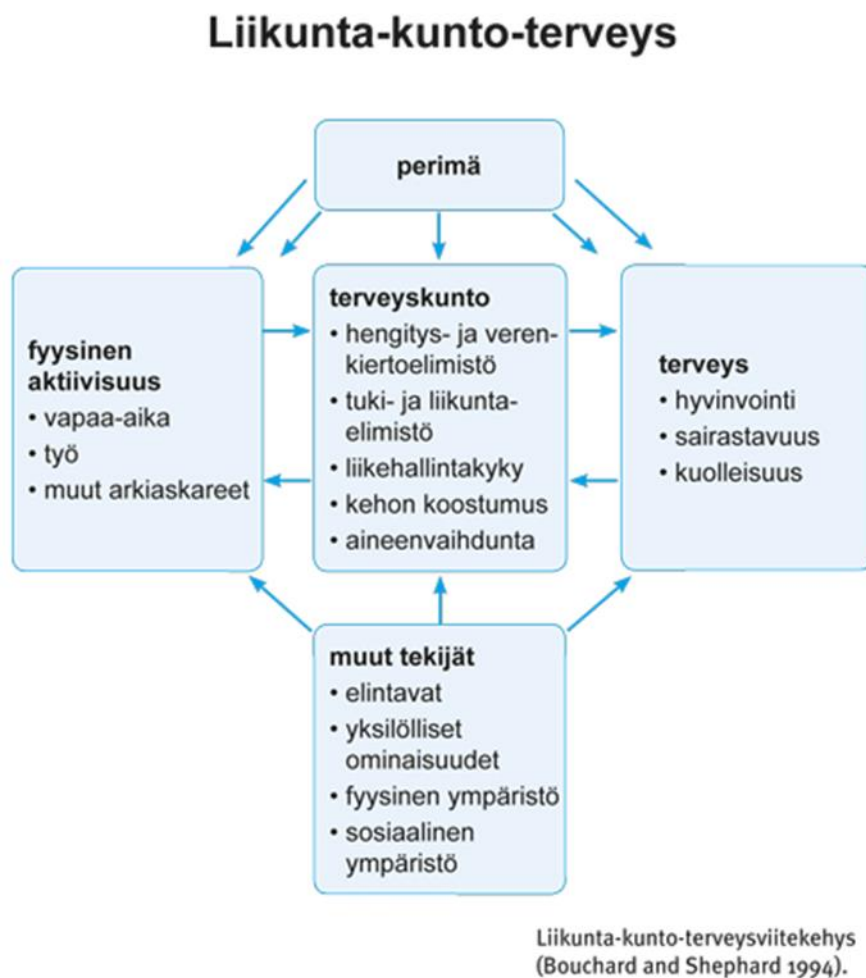 Liikunta-kunto-terveys
perimä
fyysinen
aktiivisuus
• vapaa-aika
• työ
• muut arkiaskareet
terveyskunto
• hengitys- ja veren-
kiertoelimistö
• tuki- ja liikunta-
elimistö
• liikehallintakyky
• kehon koostumus
• aineenvaihdunta
terveys
• hyvinvointi
• sairastavuus
• kuolleisuus
muut tekijät
• elintavat
• yksilölliset
ominaisuudet
• fyysinen ympäristö
• sosiaalinen
ympäristö
Liikunta-kunto-terveysviitekehys
(Bouchard and Shephard 1994).